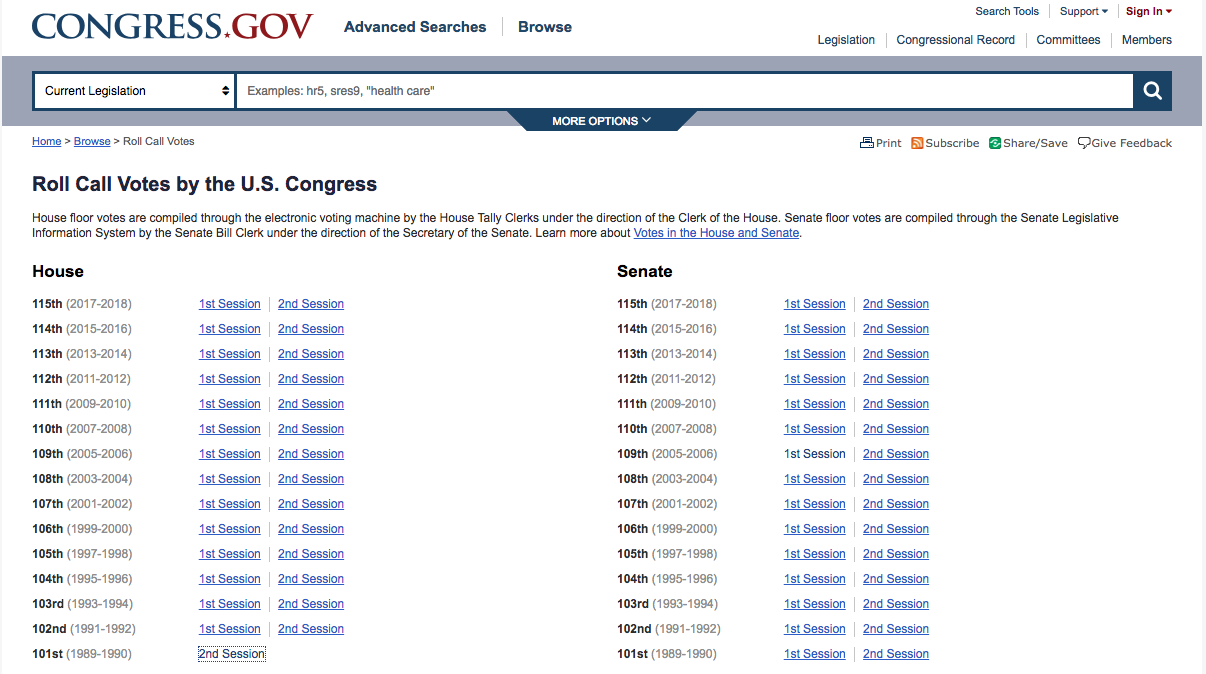 CONGRESS.GOV
Advanced Searches
Browse
Search Tools
Support
Sign In
Legislation
Congressional Record
Committees
Members
Current Legislation
Examples: hr5, sres9, "health care"
MORE OPTIONS
Home > Browse > Roll Call Votes
Print
Subscribe
Share/Save
Give Feedback
Roll Call Votes by the U.S. Congress
House floor votes are compiled through the electronic voting machine by the House Tally Clerks under the direction of the Clerk of the House. Senate floor votes are compiled through the Senate Legislative
Information System by the Senate Bill Clerk under the direction of the Secretary of the Senate. Learn more about Votes in the House and Senate.
House
115th (2017-2018) 1st Session 2nd Session
114th (2015-2016) 1st Session 2nd Session
113th (2013-2014) 1st Session 2nd Session
112th (2011-2012) 1st Session 2nd Session
111th (2009-2010) 1st Session 2nd Session
110th (2007-2008) 1st Session 2nd Session
109th (2005-2006) 1st Session 2nd Session
108th (2003-2004) 1st Session 2nd Session
107th (2001-2002) 1st Session 2nd Session
106th (1999-2000) 1st Session 2nd Session
105th (1997-1998) 1st Session 2nd Session
104th (1995-1996) 1st Session 2nd Session
103rd (1993-1994) 1st Session 2nd Session
102nd (1991-1992) 1st Session 2nd Session
101st (1989-1990) 2nd Session
Senate
115th (2017-2018) 1st Session 2nd Session
114th (2015-2016) 1st Session 2nd Session
113th (2013-2014) 1st Session 2nd Session
112th (2011-2012) 1st Session 2nd Session
111th (2009-2010) 1st Session 2nd Session
110th (2007-2008) 1st Session 2nd Session
109th (2005-2006) 1st Session 2nd Session
108th (2003-2004) 1st Session 2nd Session
107th (2001-2002) 1st Session 2nd Session
106th (1999-2000) 1st Session 2nd Session
105th (1997-1998) 1st Session 2nd Session
104th (1995-1996) 1st Session 2nd Session
103rd (1993-1994) 1st Session 2nd Session
102nd (1991-1992) 1st Session 2nd Session
101st (1989-1990) 1st Session 2nd Session